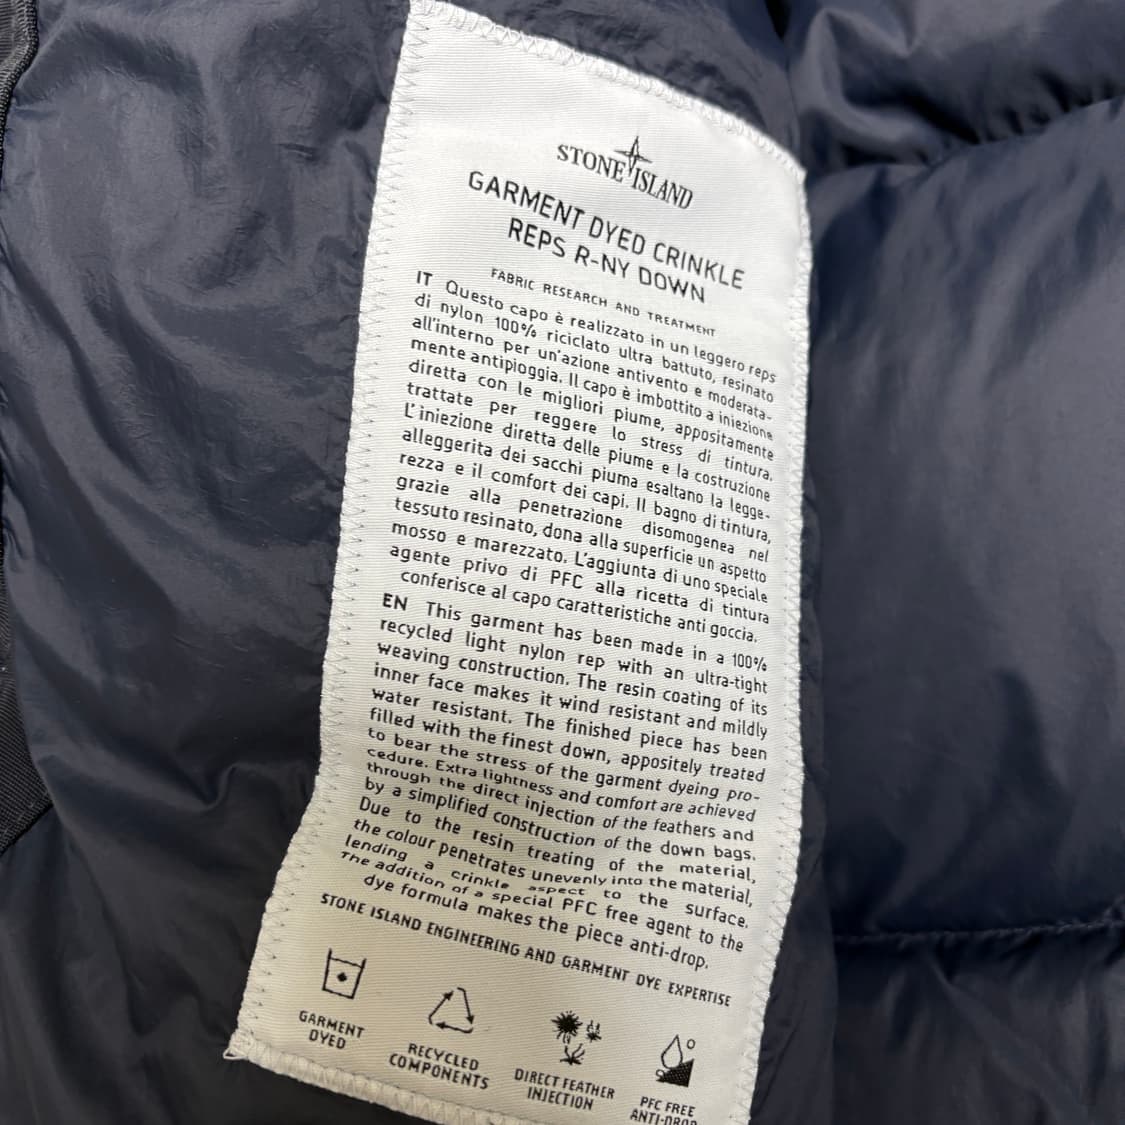 STONE ISLAND
GARMENT DYED CRINKLE
REPS R-NY DOWN
FABRIC RESEARCH AND TREATMENT
IT Questo capo è realizzato in un leggero reps
di nylon 100% riciclato ultra battuto, resinato
all'interno per un'azione antivento e moderata-
mente antipioggia. Il capo è imbottito a iniezione
diretta con le migliori piume, appositamente
trattate per reggere lo stress di tintura.
L'iniezione diretta delle piume e la costruzione
alleggerita dei sacchi piuma esaltano la legge-
rezza e il comfort dei capi. Il bagno di tintura,
grazie alla penetrazione disomogenea nel
tessuto resinato, dona alla superficie un aspetto
mosso e marezzato. L'aggiunta di uno speciale
agente privo di PFC alla ricetta di tintura
conferisce al capo caratteristiche anti goccia.
EN This garment has been made in a 100%
recycled light nylon rep with an ultra-tight
weaving construction. The resin coating of its
inner face makes it wind resistant and mildly
water resistant. The finished piece has been
filled with the finest down, appositely treated
to bear the stress of the garment dyeing pro-
cedure. Extra lightness and comfort are achieved
through the direct injection of the feathers and
by a simplified construction of the down bags.
Due to the resin treating of the material,
the colour penetrates unevenly into the material,
lending a crinkle aspect to the surface.
The addition of a special PFC free agent to the
dye formula makes the piece anti-drop.
STONE ISLAND ENGINEERING AND GARMENT DYE EXPERTISE
GARMENT
DYED
RECYCLED
COMPONENTS
DIRECT FEATHER
INJECTION
PFC FREE
ANTI-DROP